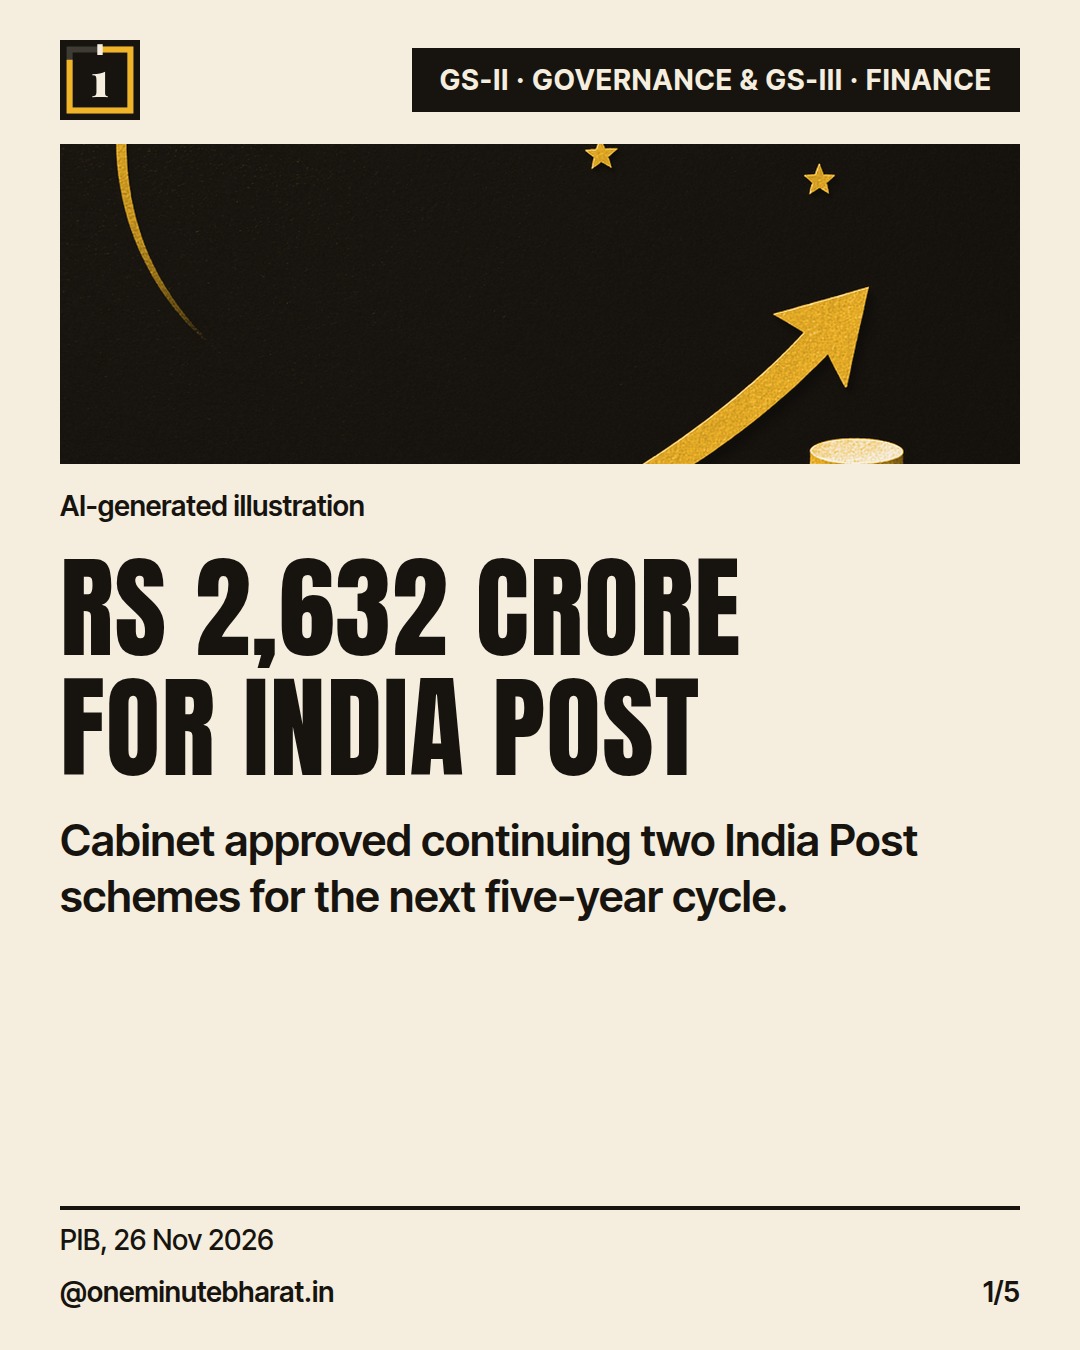 1
GS-II · GOVERNANCE & GS-III · FINANCE
AI-generated illustration
RS 2,632 CRORE
FOR INDIA POST
Cabinet approved continuing two India Post
schemes for the next five-year cycle.
PIB, 26 Nov 2026
@oneminutebharat.in
1/5